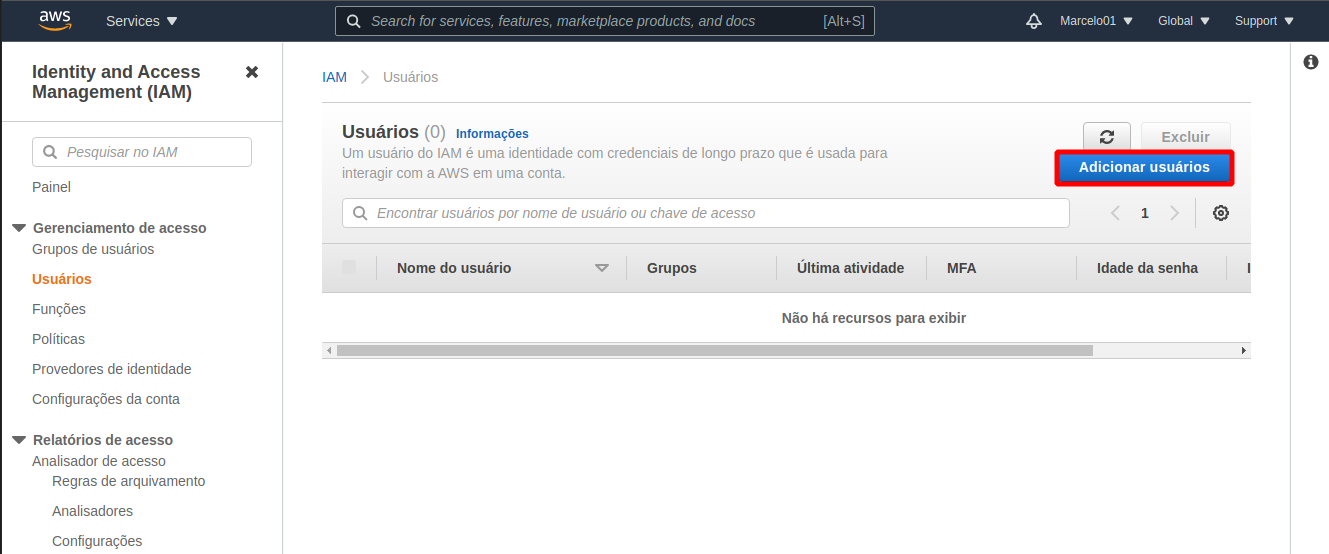 aws Services Search for services, features, marketplace products, and docs [Alt+S] Marcelo01 Global Support
Identity and Access
Management (IAM)
Pesquisar no IAM
Painel
Gerenciamento de acesso
Grupos de usuários
Usuários
Funções
Políticas
Provedores de identidade
Configurações da conta
Relatórios de acesso
Analisador de acesso
Regras de arquivamento
Analisadores
Configurações
IAM > Usuários
Usuários (0) Informações
Um usuário do IAM é uma identidade com credenciais de longo prazo que é usada para
interagir com a AWS em uma conta.
Excluir
Adicionar usuários
Encontrar usuários por nome de usuário ou chave de acesso
1
Nome do usuário Grupos Última atividade MFA Idade da senha
Não há recursos para exibir